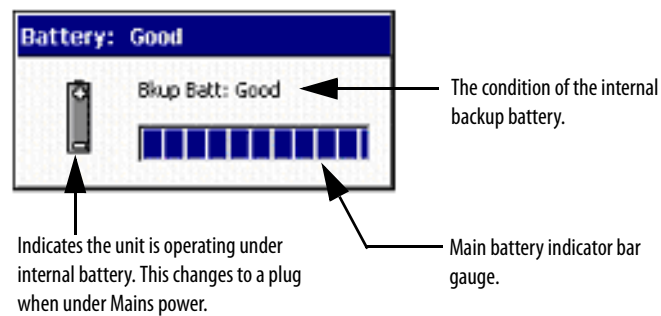 Battery: Good
Bkup Batt: Good
The condition of the internal
backup battery.
Indicates the unit is operating under
internal battery. This changes to a plug
when under Mains power.
Main battery indicator bar
gauge.